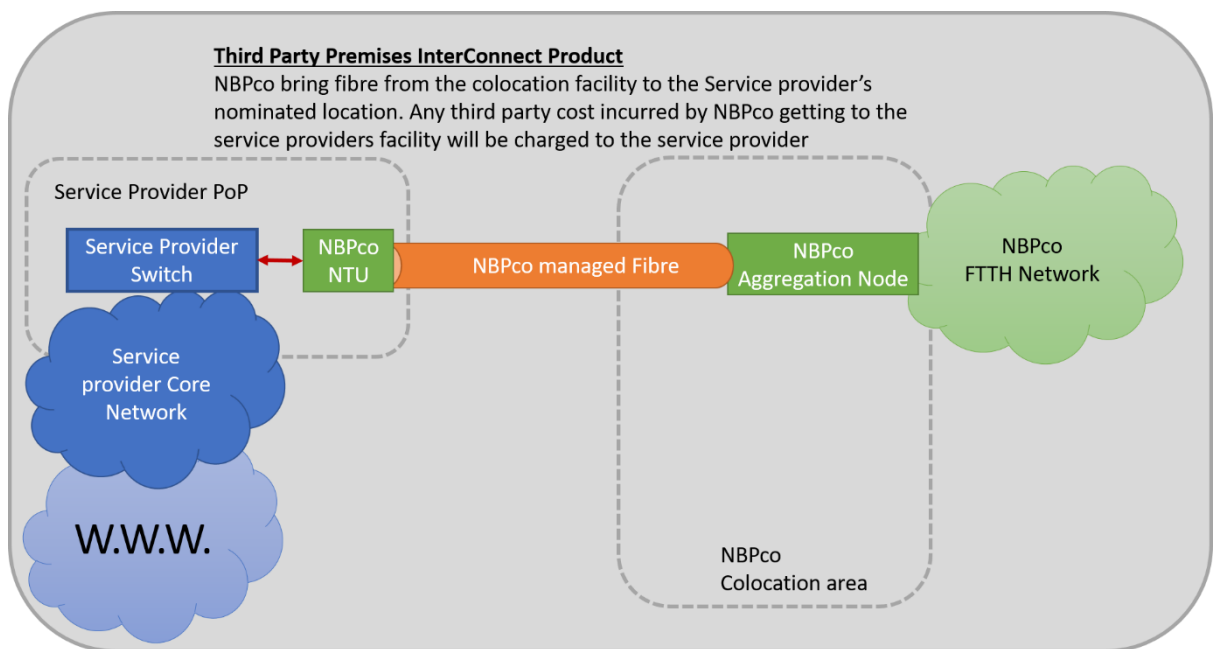 Third Party Premises InterConnect Product
NBPco bring fibre from the colocation facility to the Service provider's
nominated location. Any third party cost incurred by NBPco getting to the
service providers facility will be charged to the service provider
Service Provider PoP
Service Provider
Switch
NBPco
NTU
NBPco managed Fibre
NBPco
Aggregation Node
NBPco
FTTH Network
Service
provider Core
Network
W.W.W.
NBPco
Colocation area